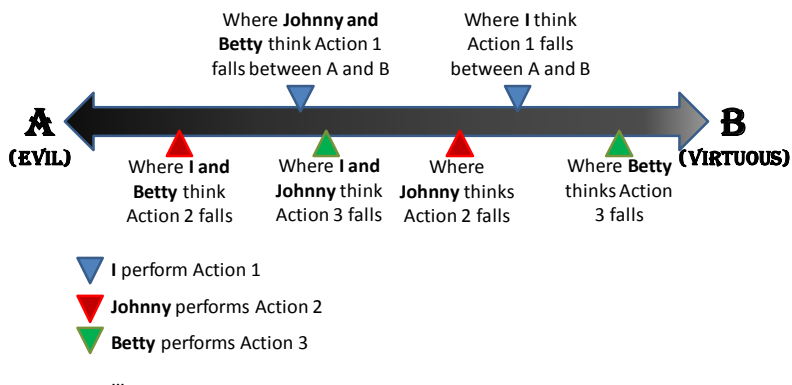 Where Johnny and
Betty think Action 1
falls between A and B
Where I think
Action 1 falls
between A and B
A
(EVIL)
B
(VIRTUOUS)
Where I and
Betty think
Action 2 falls
Where I and
Johnny think
Action 3 falls
Where
Johnny thinks
Action 2 falls
Where Betty
thinks Action
3 falls
I perform Action 1
Johnny performs Action 2
Betty performs Action 3
...